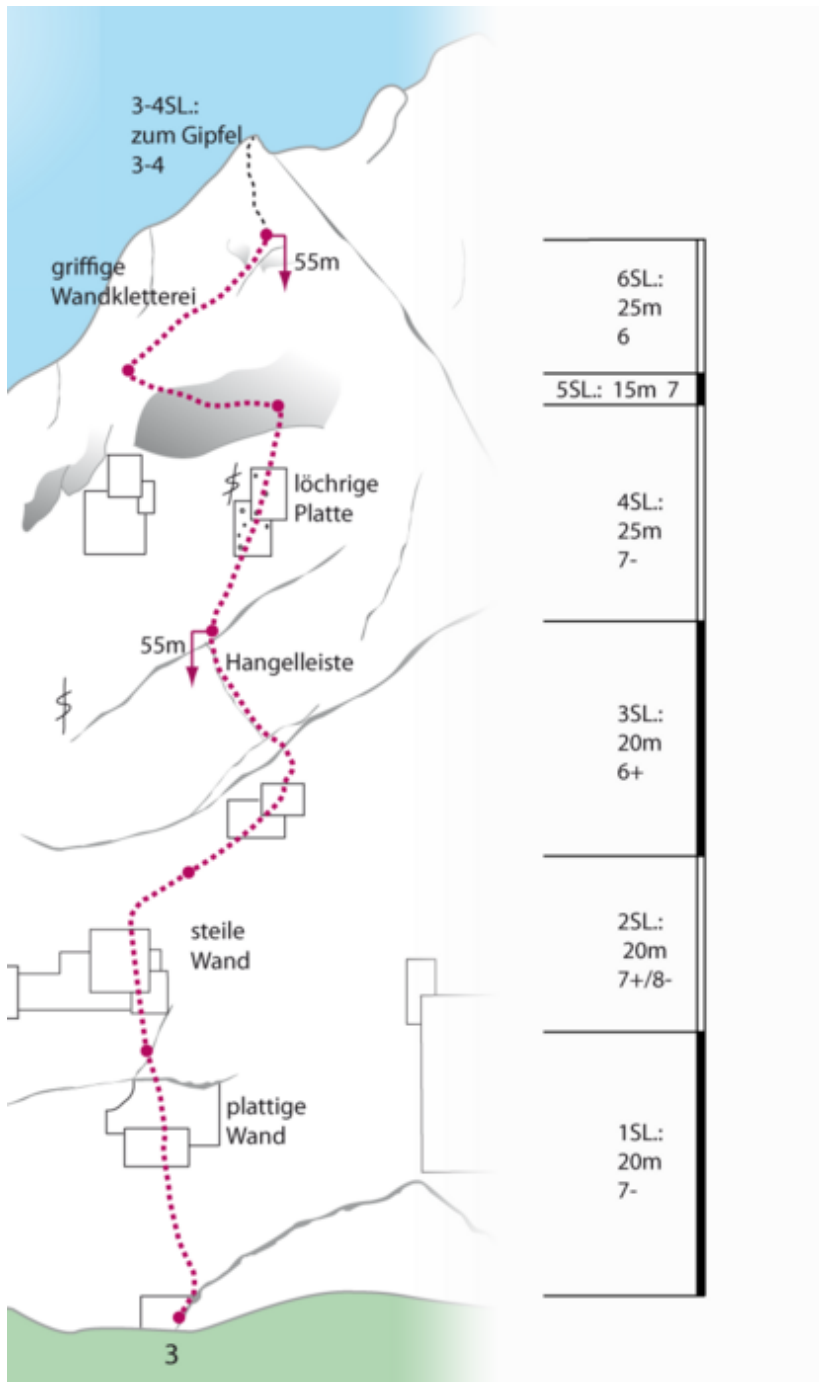 3-4SL.:
zum Gipfel
3-4
55m
griffige
Wandkletterei
löchrige
Platte
55m
Hangelleiste
steile
Wand
plattige
Wand
3
6SL.:
25m
6
5SL.: 15m 7
4SL.:
25m
7-
3SL.:
20m
6+
2SL.:
20m
7+/8-
1SL.:
20m
7-